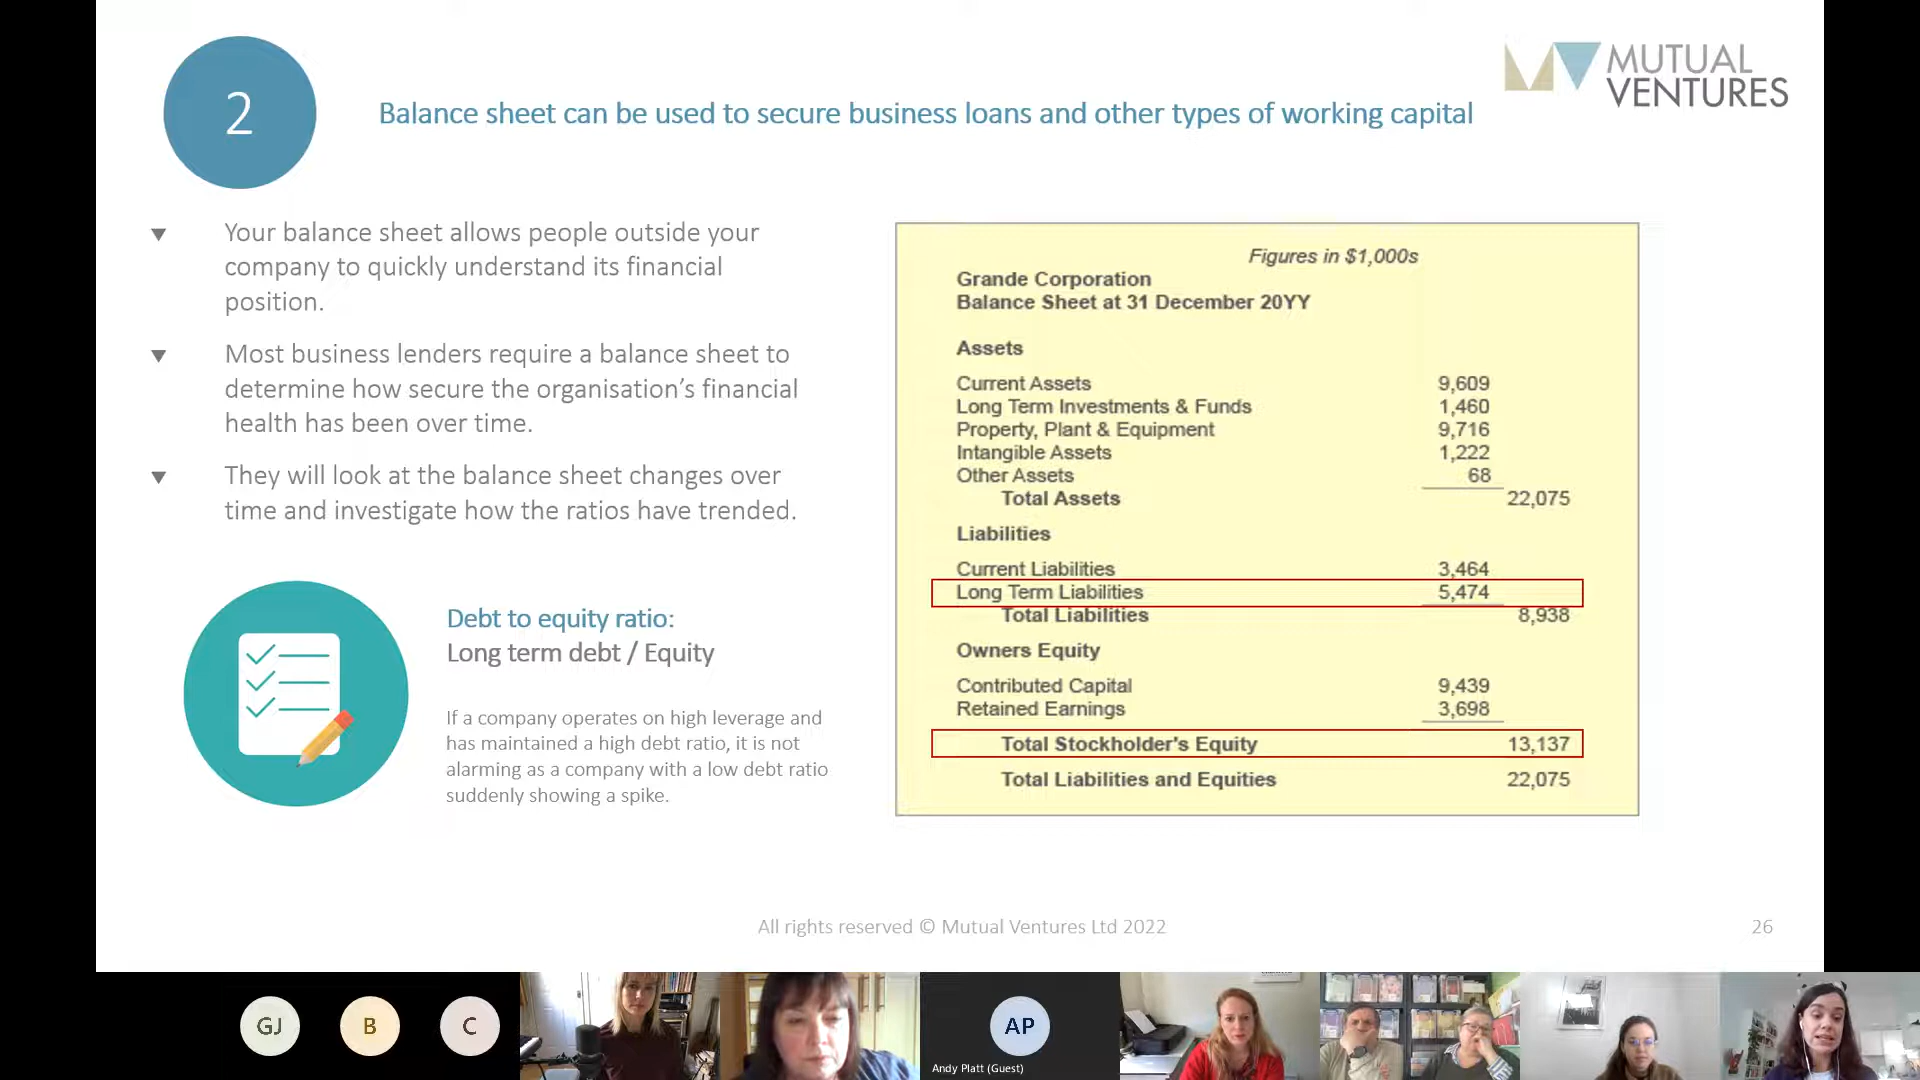 2
Balance sheet can be used to secure business loans and other types of working capital
MUTUAL
VENTURES
▼ Your balance sheet allows people outside your
company to quickly understand its financial
position.
▼ Most business lenders require a balance sheet to
determine how secure the organisation’s financial
health has been over time.
▼ They will look at the balance sheet changes over
time and investigate how the ratios have trended.
Debt to equity ratio:
Long term debt / Equity
If a company operates on high leverage and
has maintained a high debt ratio, it is not
alarming as a company with a low debt ratio
suddenly showing a spike.
Figures in $1,000s
Grande Corporation
Balance Sheet at 31 December 20YY
Assets
Current Assets 9,609
Long Term Investments & Funds 1,460
Property, Plant & Equipment 9,716
Intangible Assets 1,222
Other Assets 68
Total Assets 22,075
Liabilities
Current Liabilities 3,464
Long Term Liabilities 5,474
Total Liabilities 8,938
Owners Equity
Contributed Capital 9,439
Retained Earnings 3,698
Total Stockholder's Equity 13,137
Total Liabilities and Equities 22,075
All rights reserved © Mutual Ventures Ltd 2022
26
GJ
B
C
AP
Andy Platt (Guest)